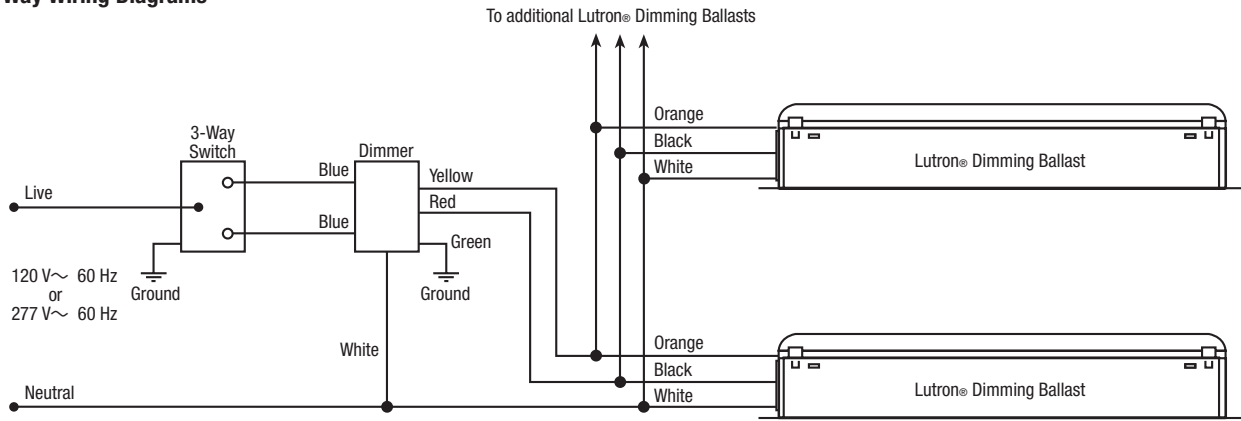 Way Wiring Diagrams
To additional Lutron® Dimming Ballasts
Orange
Black
White
Lutron® Dimming Ballast
3-Way
Switch
Dimmer
Blue
Yellow
Live
Red
Blue
Green
120 V~ 60 Hz
or
277 V~ 60 Hz
Ground
Ground
White
Orange
Black
White
Lutron® Dimming Ballast
Neutral